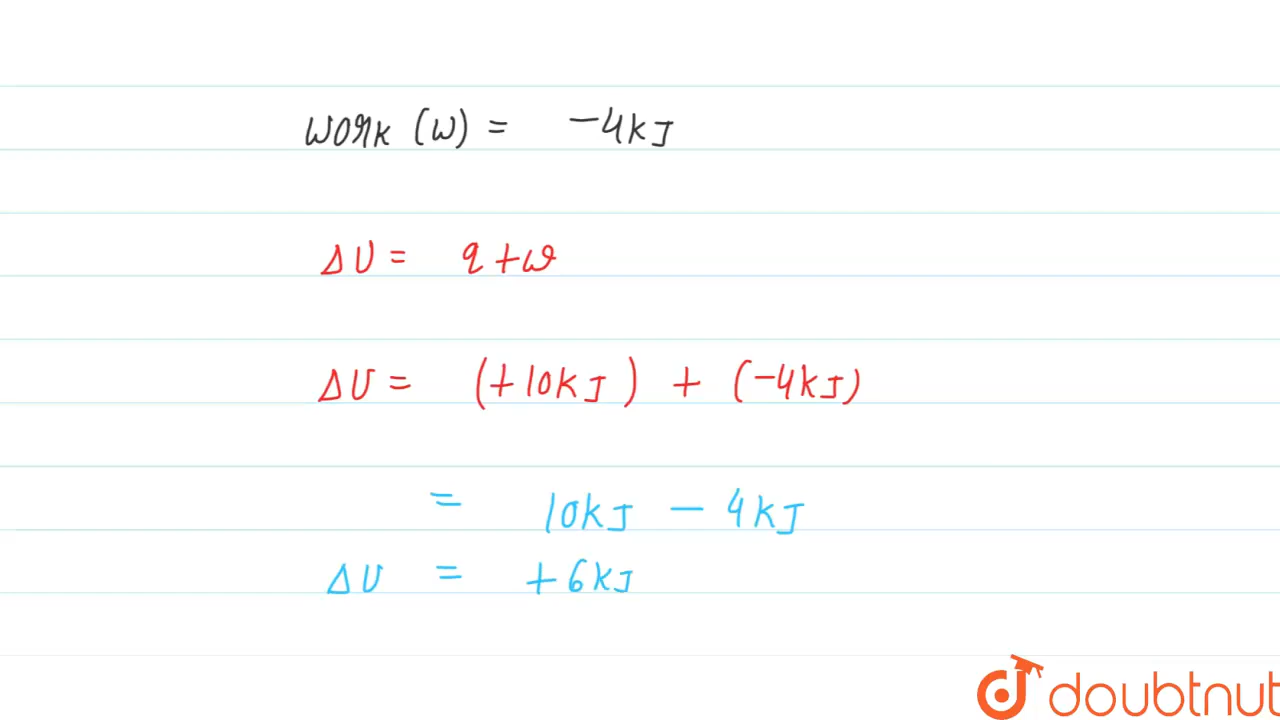 Work (w) = -4kJ
ΔU = q+w
ΔU = (+10kJ) + (-4kJ)
= 10kJ - 4kJ
ΔU = +6kJ
doubtnut